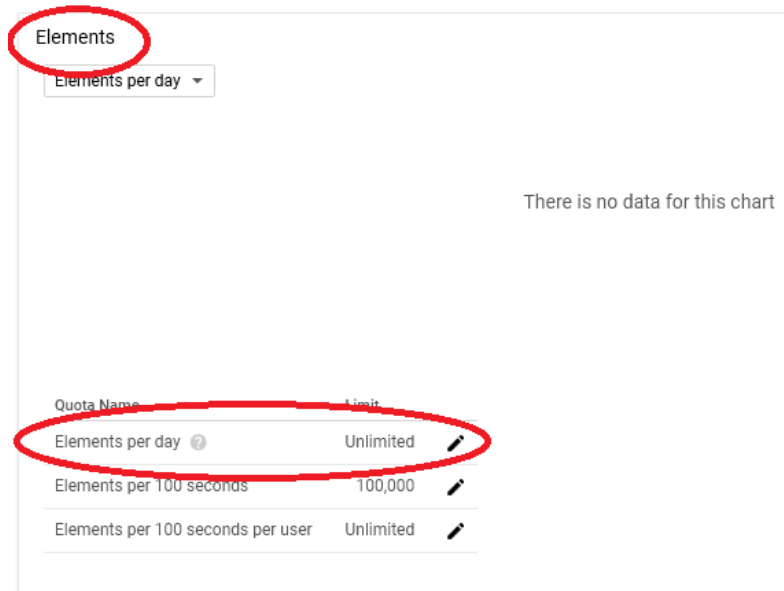 Elements
Elements per day
There is no data for this chart
Quota Name Limit
Elements per day ? Unlimited
Elements per 100 seconds 100,000
Elements per 100 seconds per user Unlimited